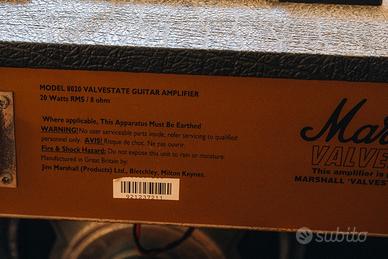 MODEL 8020 VALVESTATE GUITAR AMPLIFIER
20 Watts RMS / 8 ohm
Where applicable, This Apparatus Must Be Earthed
WARNING! No user serviceable parts inside, refer servicing to qualified
personnel only. AVIS! Risque de choc. Ne pas ouvrir.
Fire & Shock Hazard: Do not expose this unit to rain or moisture
Manufactured in Great Britain by
Jim Marshall (Products) Ltd., Bletchley, Milton Keynes.
921237211
Mar
VALVE
This amplifier is
MARSHALL 'VALVES
subito